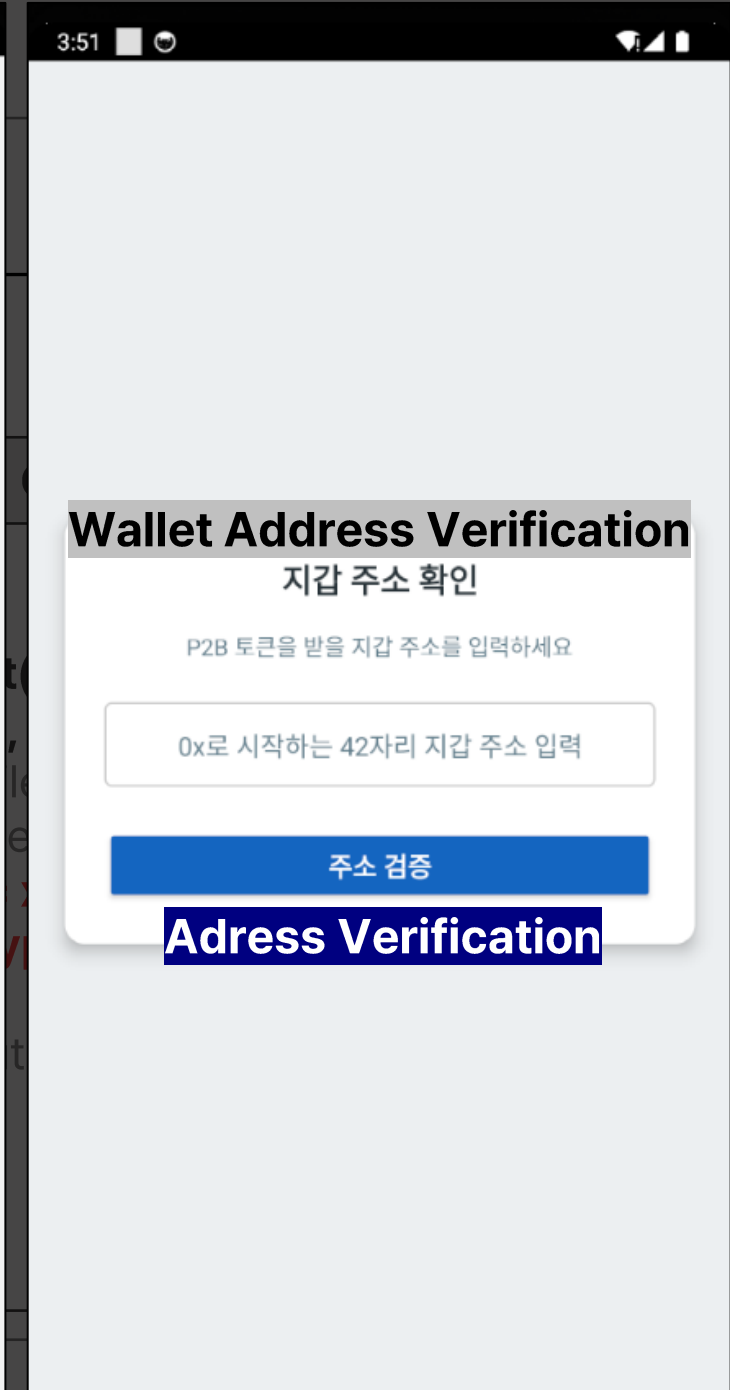 3:51
Wallet Address Verification
지갑 주소 확인
P2B 토큰을 받을 지갑 주소를 입력하세요
0x로 시작하는 42자리 지갑 주소 입력
주소 검증
Adress Verification